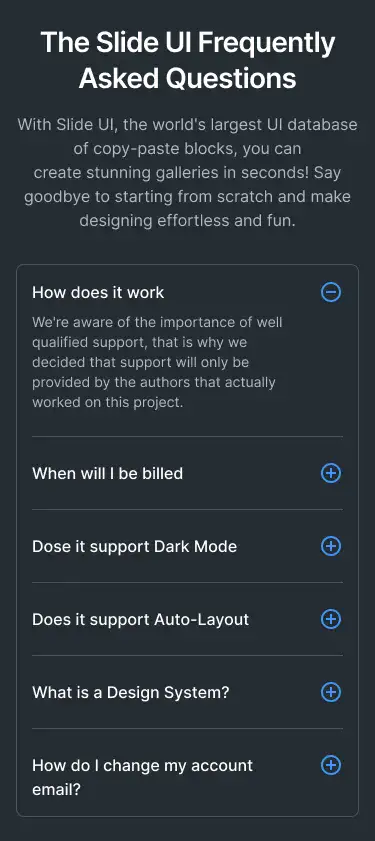 The Slide UI Frequently
Asked Questions
With Slide UI, the world's largest UI database
of copy-paste blocks, you can
create stunning galleries in seconds! Say
goodbye to starting from scratch and make
designing effortless and fun.
How does it work
We're aware of the importance of well
qualified support, that is why we
decided that support will only be
provided by the authors that actually
worked on this project.
When will I be billed
Dose it support Dark Mode
Does it support Auto-Layout
What is a Design System?
How do I change my account
email?